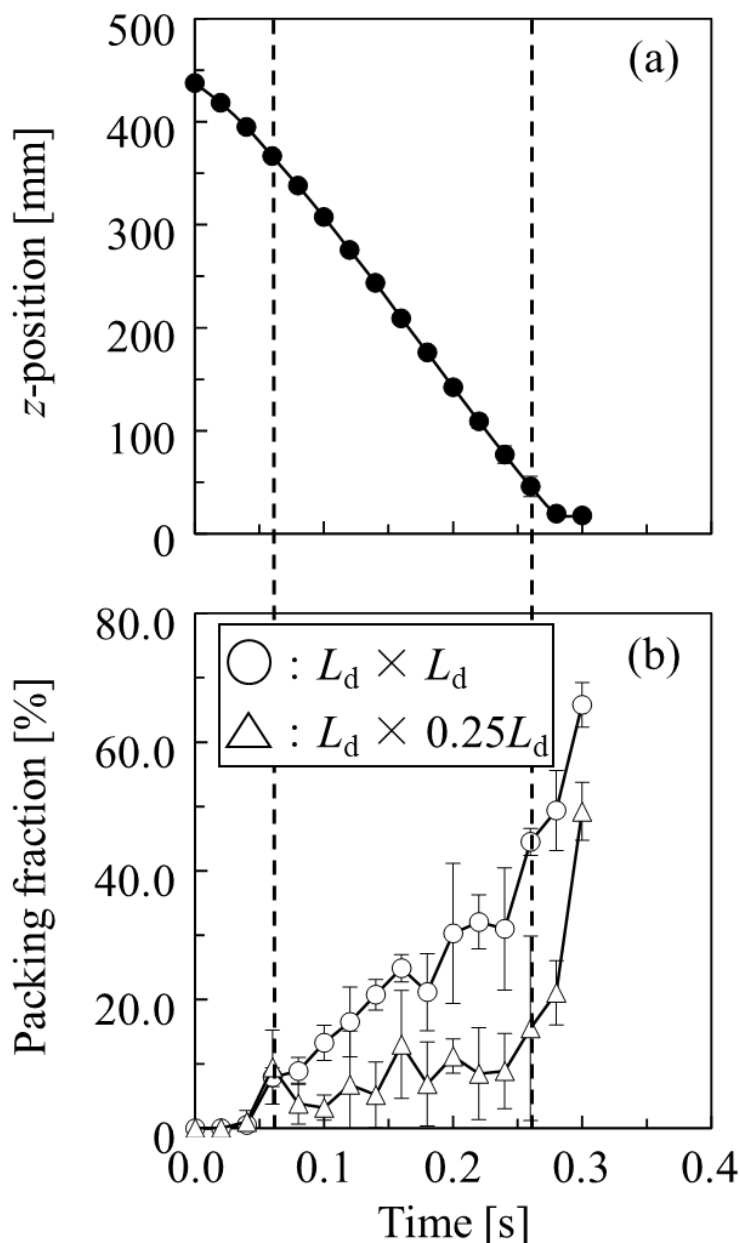 (a)
z-position [mm]
500
400
300
200
100
0
(b)
Packing fraction [%]
80.0
60.0
40.0
20.0
0
○ : Ld × Ld
△ : Ld × 0.25Ld
0.0 0.1 0.2 0.3 0.4
Time [s]